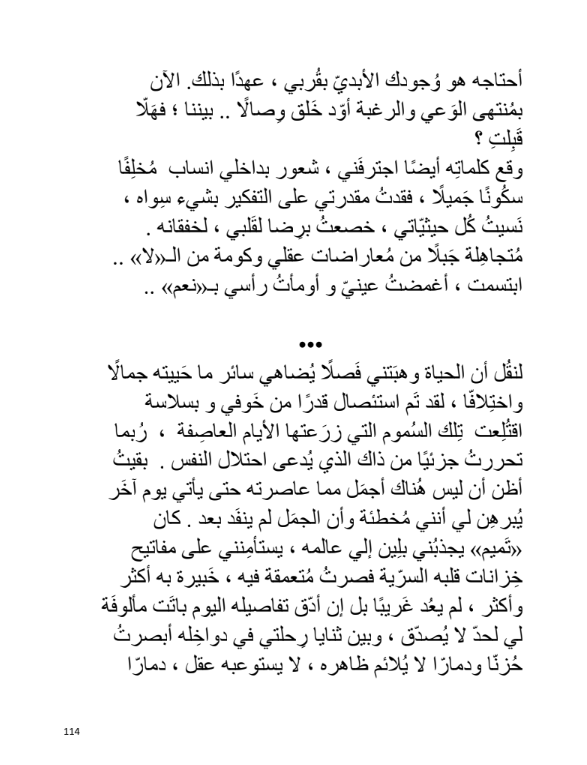 أحتاجه هو وُجودك الأبديّ بقُربي ، عهدًا بذلك. الآن
بمُنتهى الوَعي والرغبة أوّد خَلق وِصالًا .. بيننا ؛ فهَلّا
قَبِلتِ ؟
وقع كلماتِه أيضًا اجترفَني ، شعور بداخلي انساب مُخلِفًا
سكُونًا جَميلًا ، فقدتُ مقدرتي على التفكير بشيء سِواه ،
نَسيتُ كُل حيثيّاتي ، خصعتُ برِضا لقَلبي ، لخفقانه .
مُتجاهِلة جَبلًا من مُعاراضات عقلي وكومة من الـ«لا» ..
ابتسمت ، أغمضتُ عينيّ و أومأتُ رأسي بـ«نعم» ..
•••
لنقُل أن الحياة وهبَتني فَصلًا يُضاهي سائر ما حَييته جمالًا
واختِلافًا ، لقد تَم استئصال قدرًا من خَوفي و بسلاسة
اقتُلِعت تِلك السُموم التي زرَعتها الأيام العاصِفة ، رُبما
تحررتُ جزئيًا من ذاك الذي يُدعى احتلال النفس . بقيتُ
أظن أن ليس هُناك أجمَل مما عاصرته حتى يأتي يوم آخَر
يُبرهِن لي أنني مُخطئة وأن الجمَل لم ينفَد بعد . كان
«تَميم» يجذبُني بلِين إلي عالمه ، يستأمِنني على مفاتيح
خِزانات قلبه السرّية فصرتُ مُتعمقة فيه ، خَبيرة به أكثر
وأكثر ، لم يعُد غَريبًا بل إن أدّق تفاصيله اليوم باتَت مألوفَة
لي لحدّ لا يُصدّق ، وبين ثنايا رِحلتي في دواخِله أبصرتُ
حُزنًا ودمارًا لا يُلائم ظاهره ، لا يستوعبه عقل ، دمارًا
114